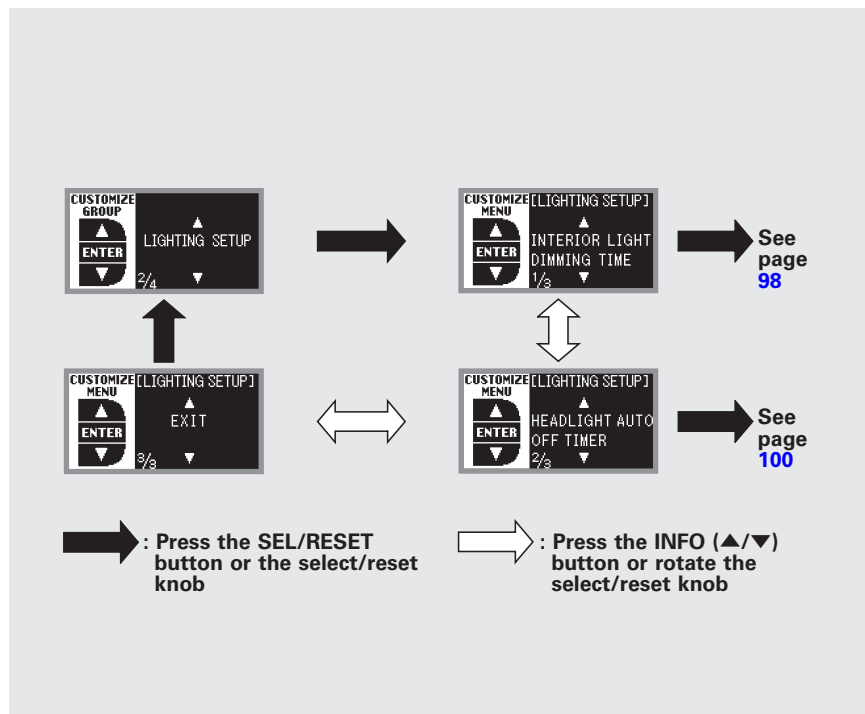 CUSTOMIZE
GROUP
ENTER
LIGHTING SETUP
2/4
CUSTOMIZE
MENU
ENTER
[LIGHTING SETUP]
INTERIOR LIGHT
DIMMING TIME
1/3
See
page
98
CUSTOMIZE
MENU
ENTER
[LIGHTING SETUP]
EXIT
3/3
CUSTOMIZE
MENU
ENTER
[LIGHTING SETUP]
HEADLIGHT AUTO
OFF TIMER
2/3
See
page
100
: Press the SEL/RESET
button or the select/reset
knob
: Press the INFO (▲/▼)
button or rotate the
select/reset knob